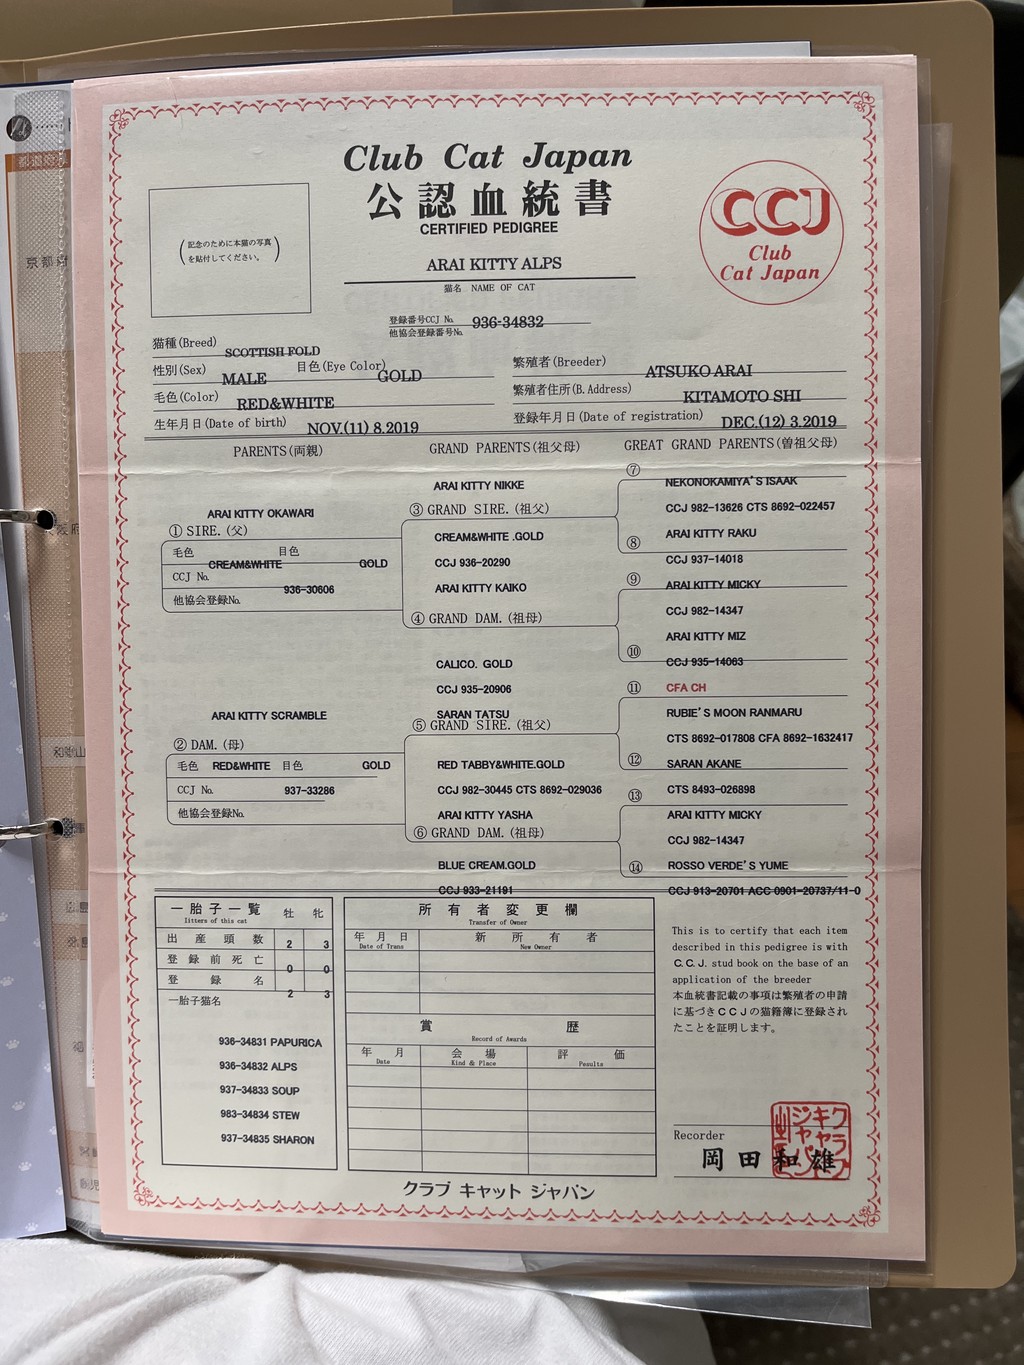 Club Cat Japan
公認血統書
CERTIFIED PEDIGREE
(記念のために本猫の写真
を貼付してください。)
CCJ
Club
Cat Japan
ARAI KITTY ALPS
猫名 NAME OF CAT
登録番号CCJ No. 936-34832
他協会登録番号No.
猫種(Breed) SCOTTISH FOLD
性別(Sex) MALE 目色(Eye Color) GOLD
毛色(Color) RED&WHITE
生年月日(Date of birth) NOV.(11) 8.2019
繁殖者(Breeder) ATSUKO ARAI
繁殖者住所(B.Address) KITAMOTO SHI
登録年月日(Date of registration) DEC.(12) 3.2019
PARENTS(両親)
ARAI KITTY OKAWARI
① SIRE.(父)
毛色 CREAM&WHITE 目色 GOLD
CCJ No. 936-30606
他協会登録No.
ARAI KITTY SCRAMBLE
② DAM.(母)
毛色 RED&WHITE 目色 GOLD
CCJ No. 937-33286
他協会登録No.
GRAND PARENTS(祖父母)
ARAI KITTY NIKKE
③ GRAND SIRE.(祖父)
CREAM&WHITE .GOLD
CCJ 936-20290
ARAI KITTY KAIKO
④ GRAND DAM.(祖母)
CALICO. GOLD
CCJ 935-20906
SARAN TATSU
⑤ GRAND SIRE.(祖父)
RED TABBY&WHITE.GOLD
CCJ 982-30445 CTS 8692-029036
ARAI KITTY YASHA
⑥ GRAND DAM.(祖母)
BLUE CREAM.GOLD
CCJ 933-21191
GREAT GRAND PARENTS(曽祖父母)
⑦
NEKONOKAMIYA'S ISAAK
CCJ 982-13626 CTS 8692-022457
ARAI KITTY RAKU
⑧
CCJ 937-14018
⑨
ARAI KITTY MICKY
CCJ 982-14347
ARAI KITTY MIZ
⑩
CCJ 935-14063
⑪ CFA CH
RUBIE'S MOON RANMARU
CTS 8692-017808 CFA 8692-1632417
⑫ SARAN AKANE
CTS 8493-026898
⑬
ARAI KITTY MICKY
CCJ 982-14347
⑭ ROSSO VERDE'S YUME
CCJ 913-20701 ACC 0901-20737/11-0
一胎子一覧 牡 牝
litters of this cat
出産頭数 2 3
登録前死亡 0 0
登録名 2 3
一胎子猫名
936-34831 PAPURICA
936-34832 ALPS
937-34833 SOUP
983-34834 STEW
937-34835 SHARON
所有者変更欄
Transfer of Owner
年月日 新所有者
Date of Trans New Owner
賞歴
Record of Awards
年月 会場 評価
Date Kind & Place Pesults
This is to certify that each item
described in this pedigree is with
C.C.J. stud book on the base of an
application of the breeder
本血統書記載の事項は繁殖者の申請
に基づきCCJの猫籍簿に登録され
たことを証明します。
Recorder
岡田和雄
クラブ キャット ジャパン
京都府